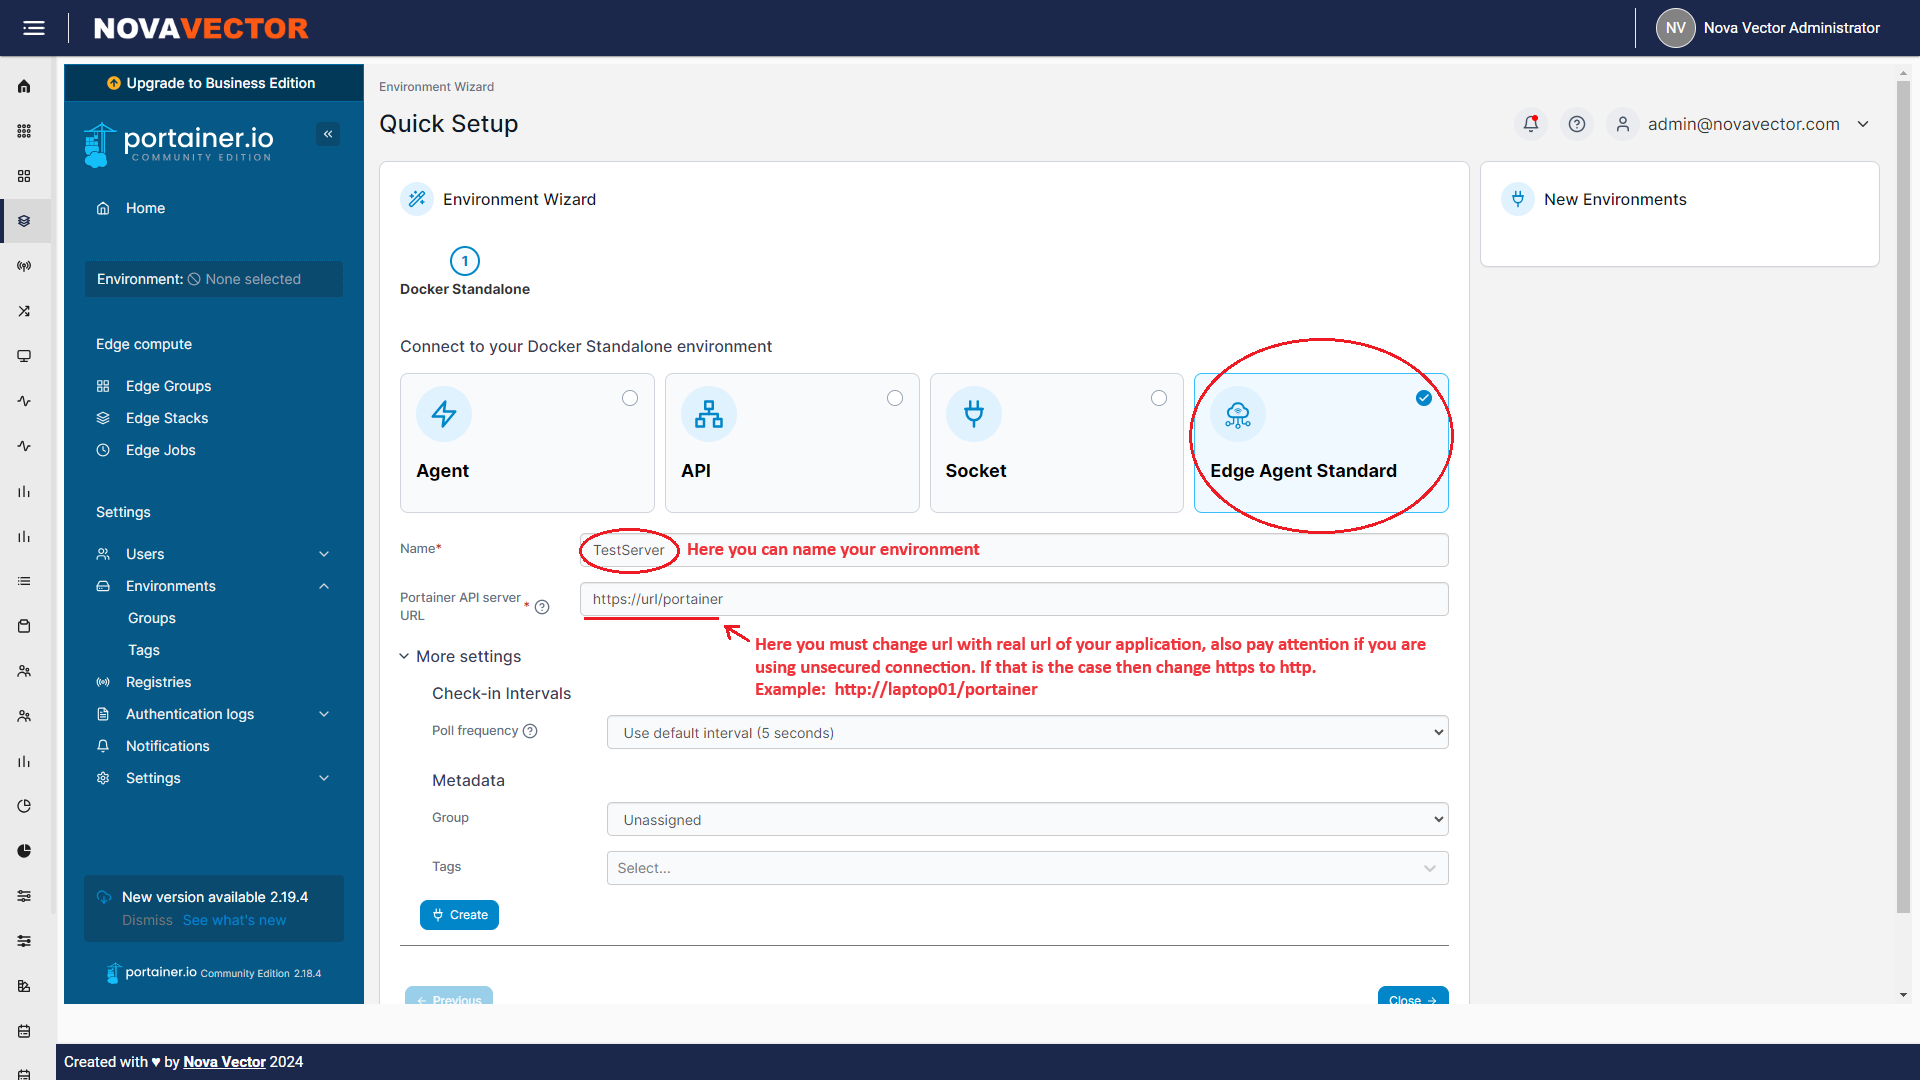 NOVAVECTOR
NV
Nova Vector Administrator
Upgrade to Business Edition
portainer.io
COMMUNITY EDITION
Home
Environment: None selected
Edge compute
Edge Groups
Edge Stacks
Edge Jobs
Settings
Users
Environments
Groups
Tags
Registries
Authentication logs
Notifications
Settings
New version available 2.19.4
Dismiss See what's new
portainer.io Community Edition 2.18.4
Environment Wizard
Quick Setup
admin@novavector.com
Environment Wizard
1
Docker Standalone
Connect to your Docker Standalone environment
Agent
API
Socket
Edge Agent Standard
Name*
TestServer
Here you can name your environment
Portainer API server
URL *
https://url/portainer
Here you must change url with real url of your application, also pay attention if you are
using unsecured connection. If that is the case then change https to http.
Example: http://laptop01/portainer
More settings
Check-in Intervals
Poll frequency
Use default interval (5 seconds)
Metadata
Group
Unassigned
Tags
Select...
Create
Previous
Close
New Environments
Created with ♥ by Nova Vector 2024